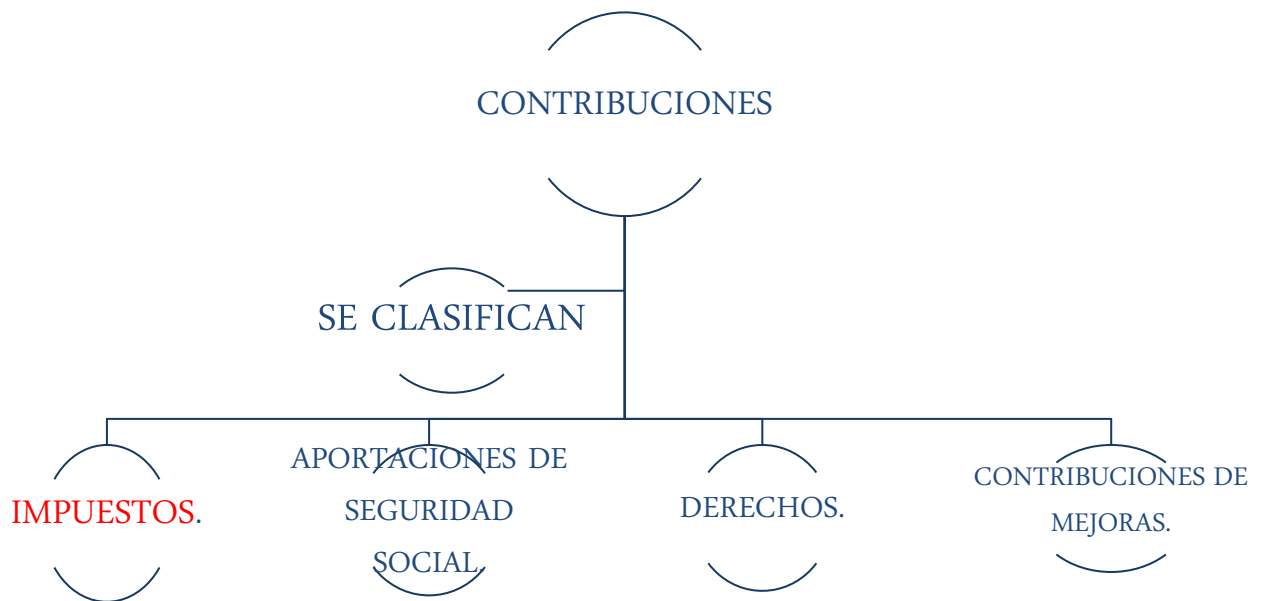 CONTRIBUCIONES
SE CLASIFICAN
IMPUESTOS.
APORTACIONES DE
SEGURIDAD
SOCIAL.
DERECHOS.
CONTRIBUCIONES DE
MEJORAS.